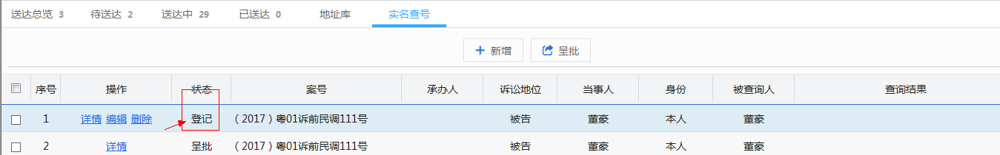 送达总览 3 待送达 2 送达中 29 已送达 0 地址库 实名查号
新增 呈批
序号 操作 状态 案号 承办人 诉讼地位 当事人 身份 被查询人 查询结果
1 详情 编辑 删除 登记 （2017）粤01诉前民调111号 被告 董豪 本人 董豪
2 详情 呈批 （2017）粤01诉前民调111号 被告 董豪 本人 董豪